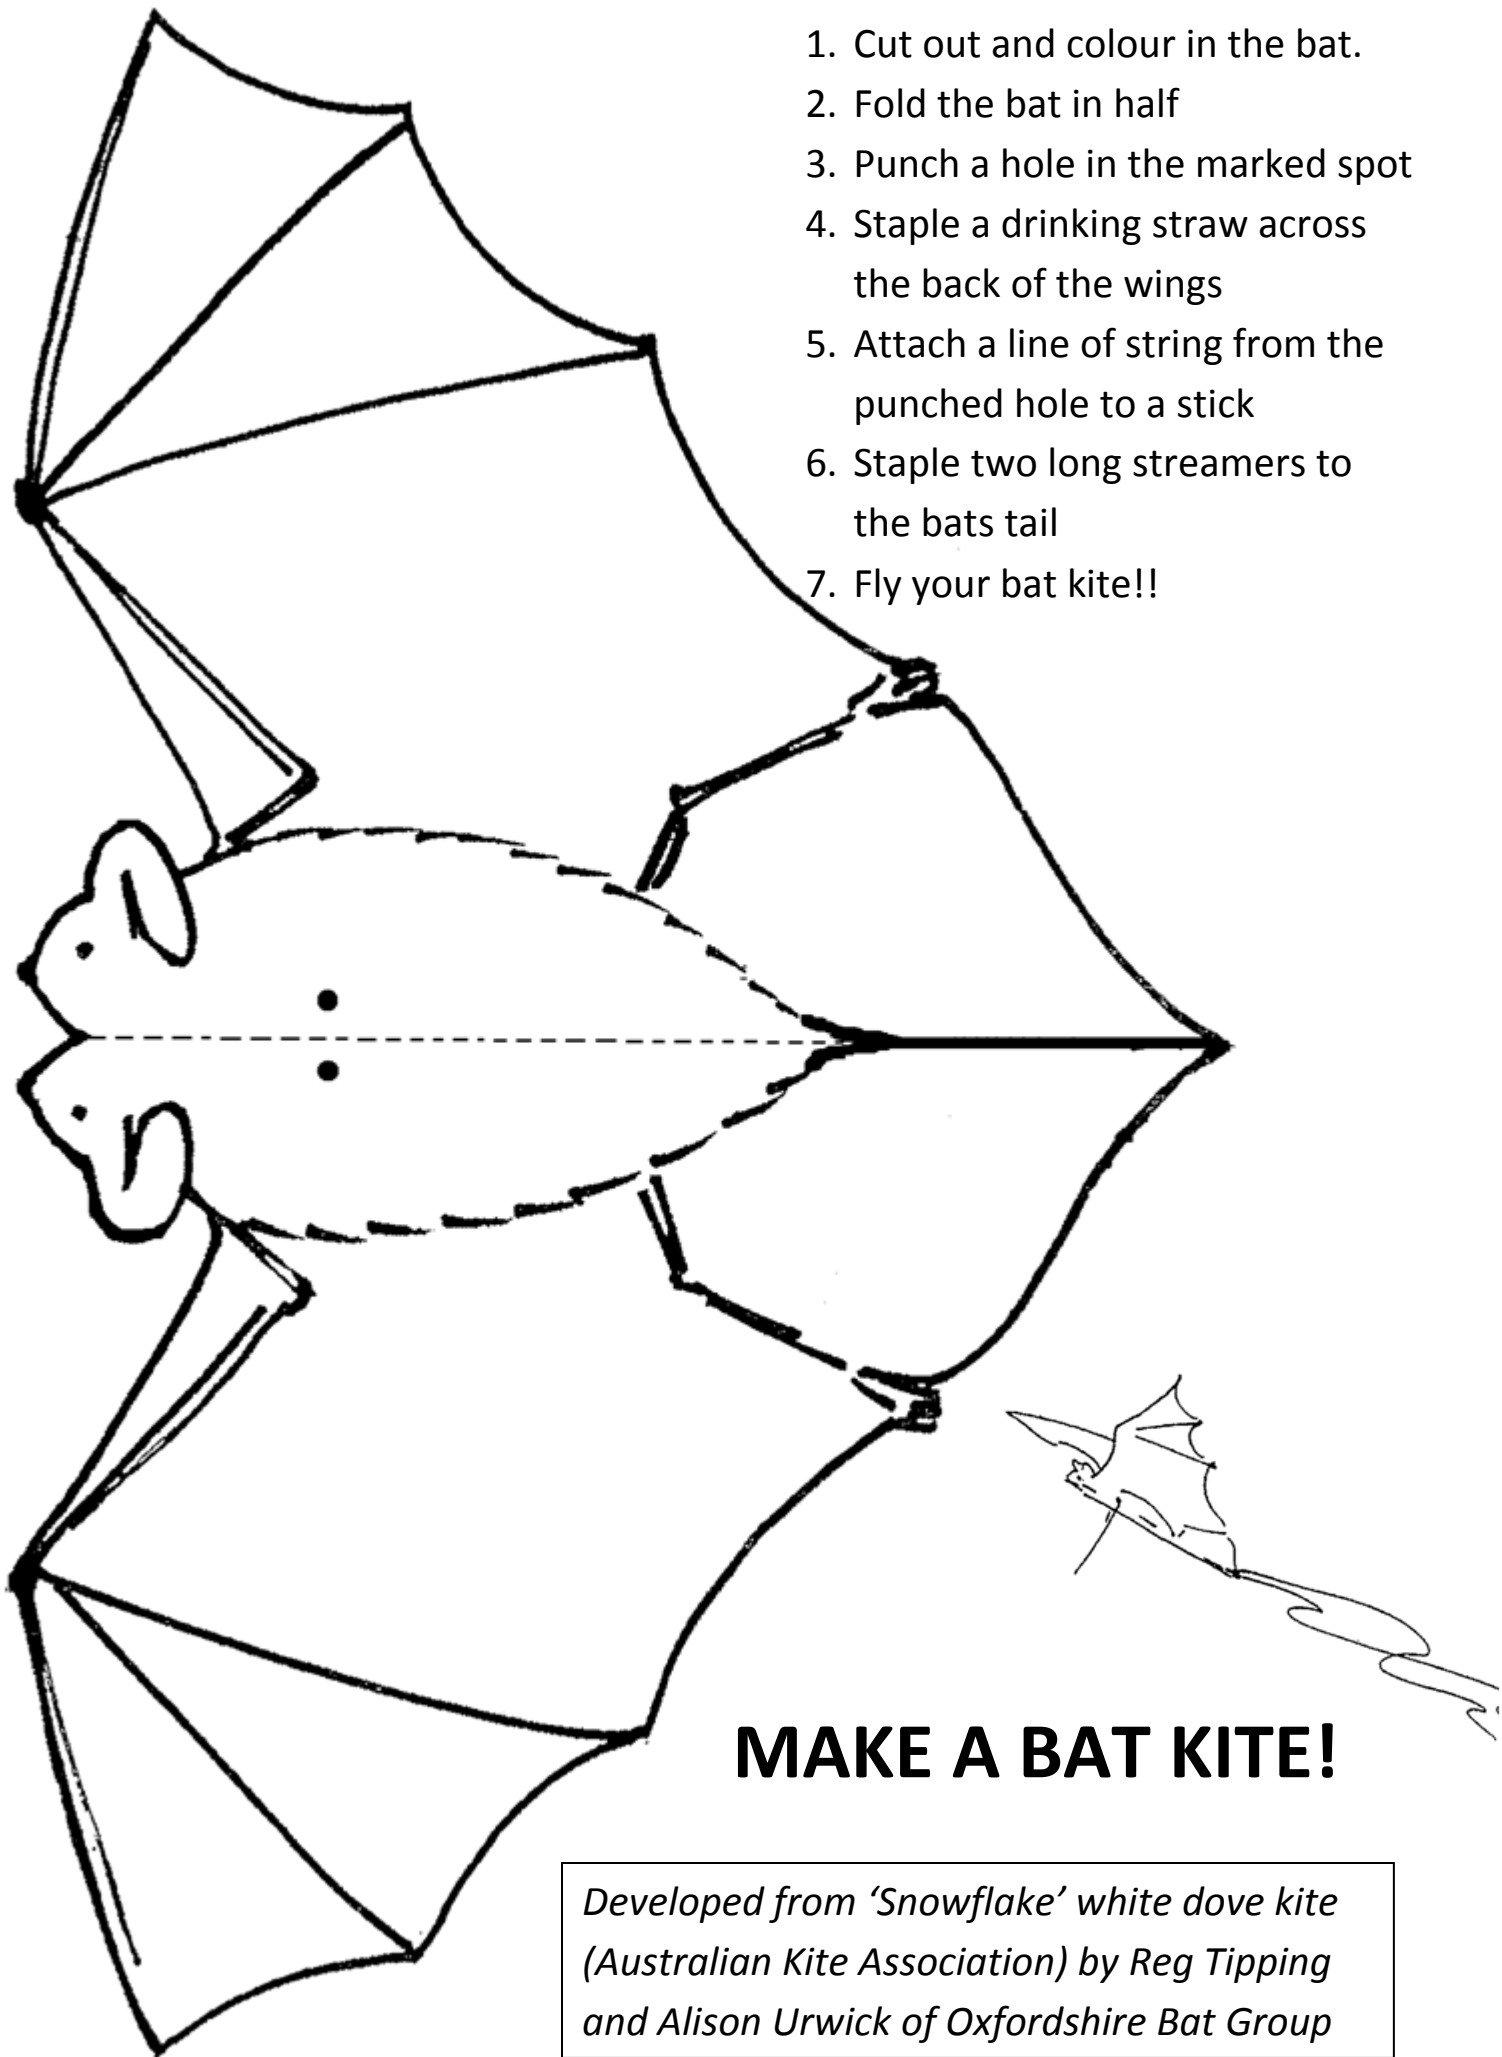 1. Cut out and colour in the bat.
2. Fold the bat in half
3. Punch a hole in the marked spot
4. Staple a drinking straw across
the back of the wings
5. Attach a line of string from the
punched hole to a stick
6. Staple two long streamers to
the bats tail
7. Fly your bat kite!!
MAKE A BAT KITE!
Developed from ‘Snowflake’ white dove kite
(Australian Kite Association) by Reg Tipping
and Alison Urwick of Oxfordshire Bat Group